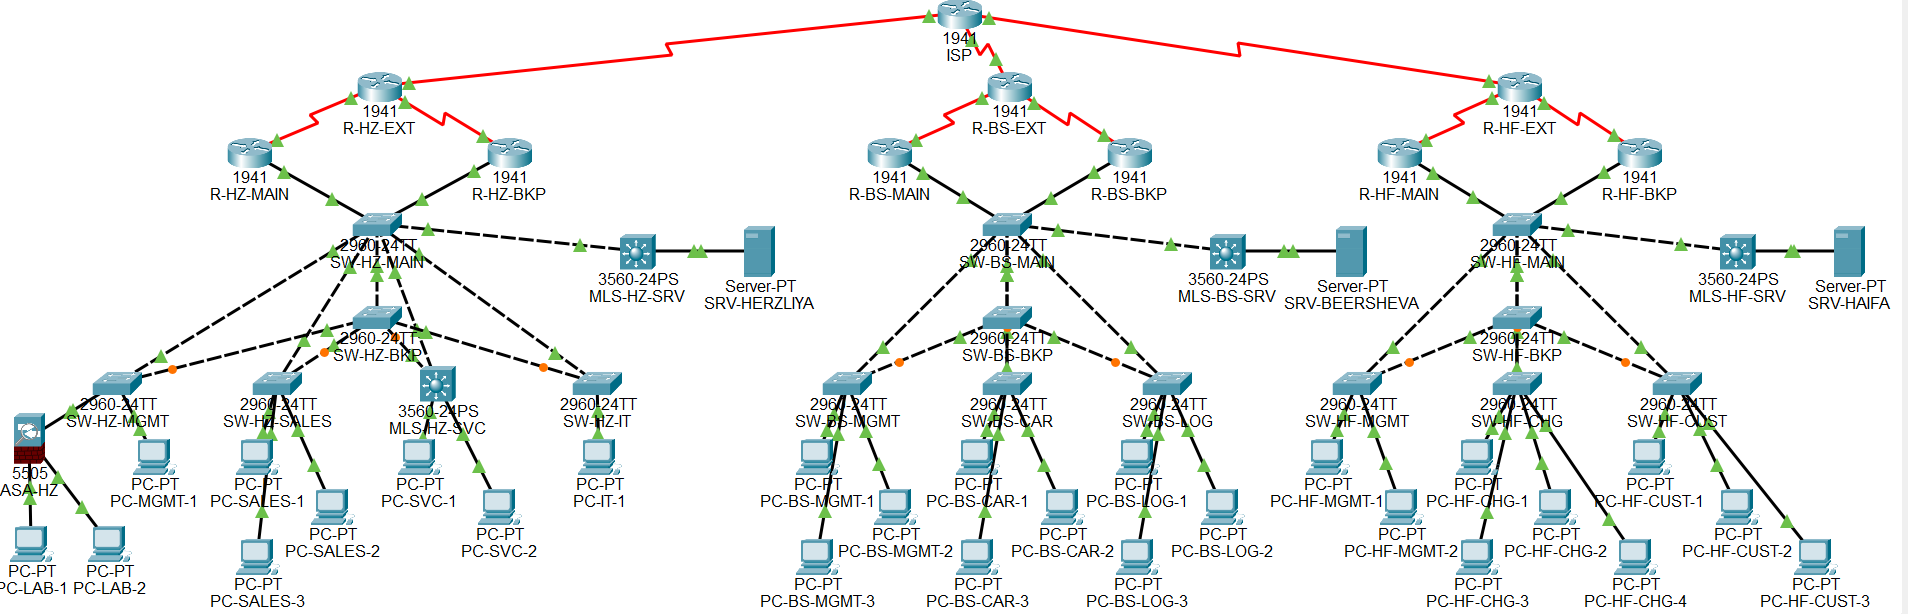 1941
ISP
1941
R-HZ-EXT
1941
R-BS-EXT
1941
R-HF-EXT
1941
R-HZ-MAIN
1941
R-HZ-BKP
1941
R-BS-MAIN
1941
R-BS-BKP
1941
R-HF-MAIN
1941
R-HF-BKP
2960-24TT
SW-HZ-MAIN
3560-24PS
MLS-HZ-SRV
Server-PT
SRV-HERZLIYA
2960-24TT
SW-BS-MAIN
3560-24PS
MLS-BS-SRV
Server-PT
SRV-BEERSHEVA
2960-24TT
SW-HF-MAIN
3560-24PS
MLS-HF-SRV
Server-PT
SRV-HAIFA
2960-24TT
SW-HZ-BKP
2960-24TT
SW-BS-BKP
2960-24TT
SW-HF-BKP
2960-24TT
SW-HZ-MGMT
2960-24TT
SW-HZ-SALES
3560-24PS
MLS-HZ-SVC
2960-24TT
SW-HZ-IT
2960-24TT
SW-BS-MGMT
2960-24TT
SW-BS-CAR
2960-24TT
SW-BS-LOG
2960-24TT
SW-HF-MGMT
2960-24TT
SW-HF-CHG
2960-24TT
SW-HF-CUST
5505
ASA-HZ
PC-PT
PC-MGMT-1
PC-PT
PC-SALES-1
PC-PT
PC-SVC-1
PC-PT
PC-IT-1
PC-PT
PC-BS-MGMT-1
PC-PT
PC-BS-CAR-1
PC-PT
PC-BS-LOG-1
PC-PT
PC-HF-MGMT-1
PC-PT
PC-HF-CHG-1
PC-PT
PC-HF-CUST-1
PC-PT
PC-SALES-2
PC-PT
PC-SVC-2
PC-PT
PC-BS-MGMT-2
PC-PT
PC-BS-CAR-2
PC-PT
PC-BS-LOG-2
PC-PT
PC-HF-MGMT-2
PC-PT
PC-HF-CHG-2
PC-PT
PC-HF-CUST-2
PC-PT
PC-LAB-1
PC-PT
PC-LAB-2
PC-PT
PC-SALES-3
PC-PT
PC-BS-MGMT-3
PC-PT
PC-BS-CAR-3
PC-PT
PC-BS-LOG-3
PC-PT
PC-HF-CHG-3
PC-PT
PC-HF-CHG-4
PC-PT
PC-HF-CUST-3